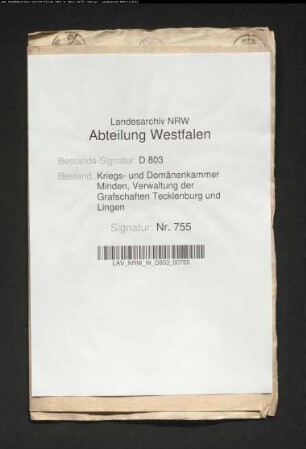 Landesarchiv NRW
Abteilung Westfalen
Bestands-Signatur: D 803
Bestand: Kriegs- und Domänenkammer
Minden, Verwaltung der
Grafschaften Tecklenburg und
Lingen
Signatur: Nr. 755
LAV_NRW_W_D803_00755